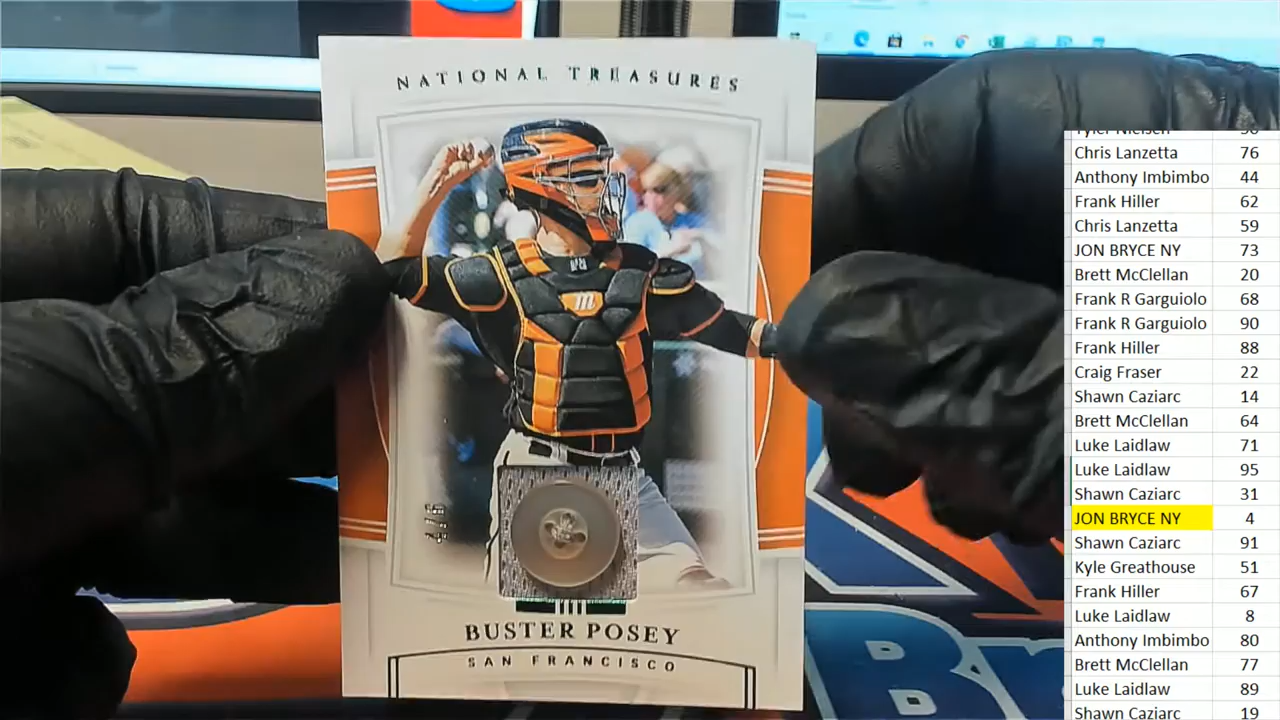 NATIONAL TREASURES
m
BUSTER POSEY
SAN FRANCISCO
Chris Lanzetta 76
Anthony Imbimbo 44
Frank Hiller 62
Chris Lanzetta 59
JON BRYCE NY 73
Brett McClellan 20
Frank R Garguiolo 68
Frank R Garguiolo 90
Frank Hiller 88
Craig Fraser 22
Shawn Caziarc 14
Brett McClellan 64
Luke Laidlaw 71
Luke Laidlaw 95
Shawn Caziarc 31
JON BRYCE NY 4
Shawn Caziarc 91
Kyle Greathouse 51
Frank Hiller 67
Luke Laidlaw 8
Anthony Imbimbo 80
Brett McClellan 77
Luke Laidlaw 89
Shawn Caziarc 19